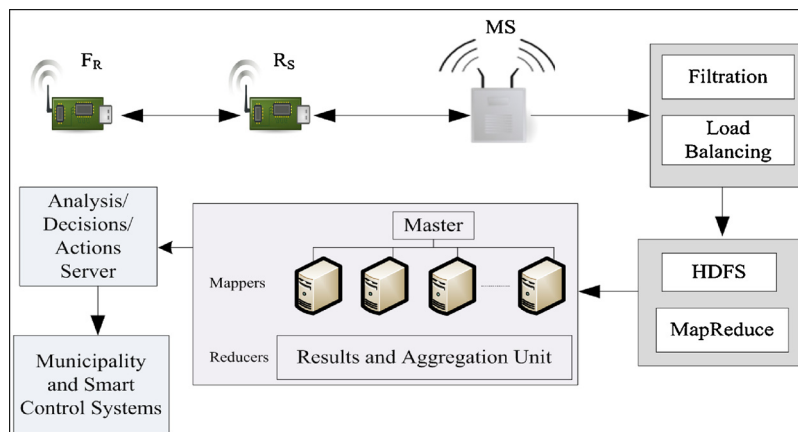 F_R
R_S
MS
Filtration
Load
Balancing
HDFS
MapReduce
Master
Mappers
Reducers
Results and Aggregation Unit
Analysis/
Decisions/
Actions
Server
Municipality
and Smart
Control Systems